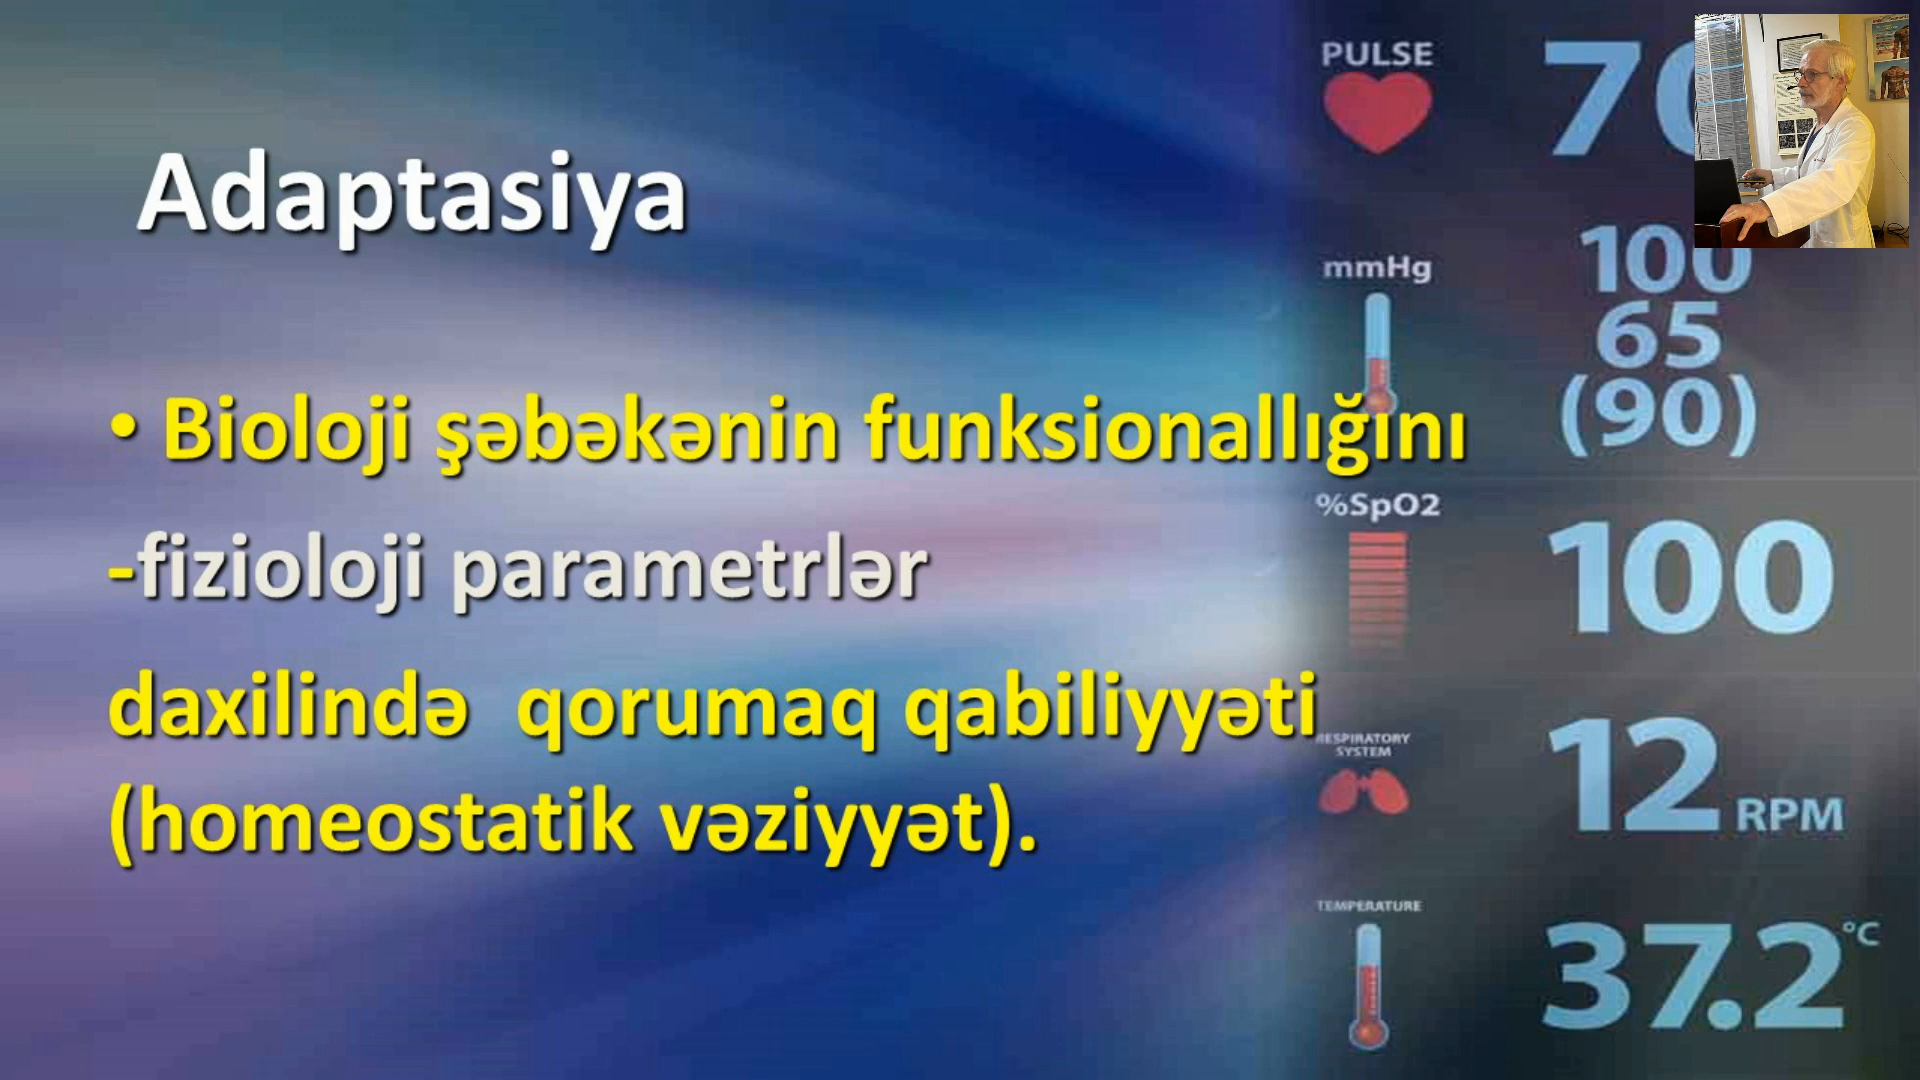 Adaptasiya
• Bioloji şəbəkənin funksionallığını
-fizioloji parametrlər
daxilində qorumaq qabiliyyəti
(homeostatik vəziyyət).
PULSE
mmHg
100
65
(90)
%SpO2
100
RESPIRATORY
SYSTEM
12 RPM
TEMPERATURE
37.2 °C